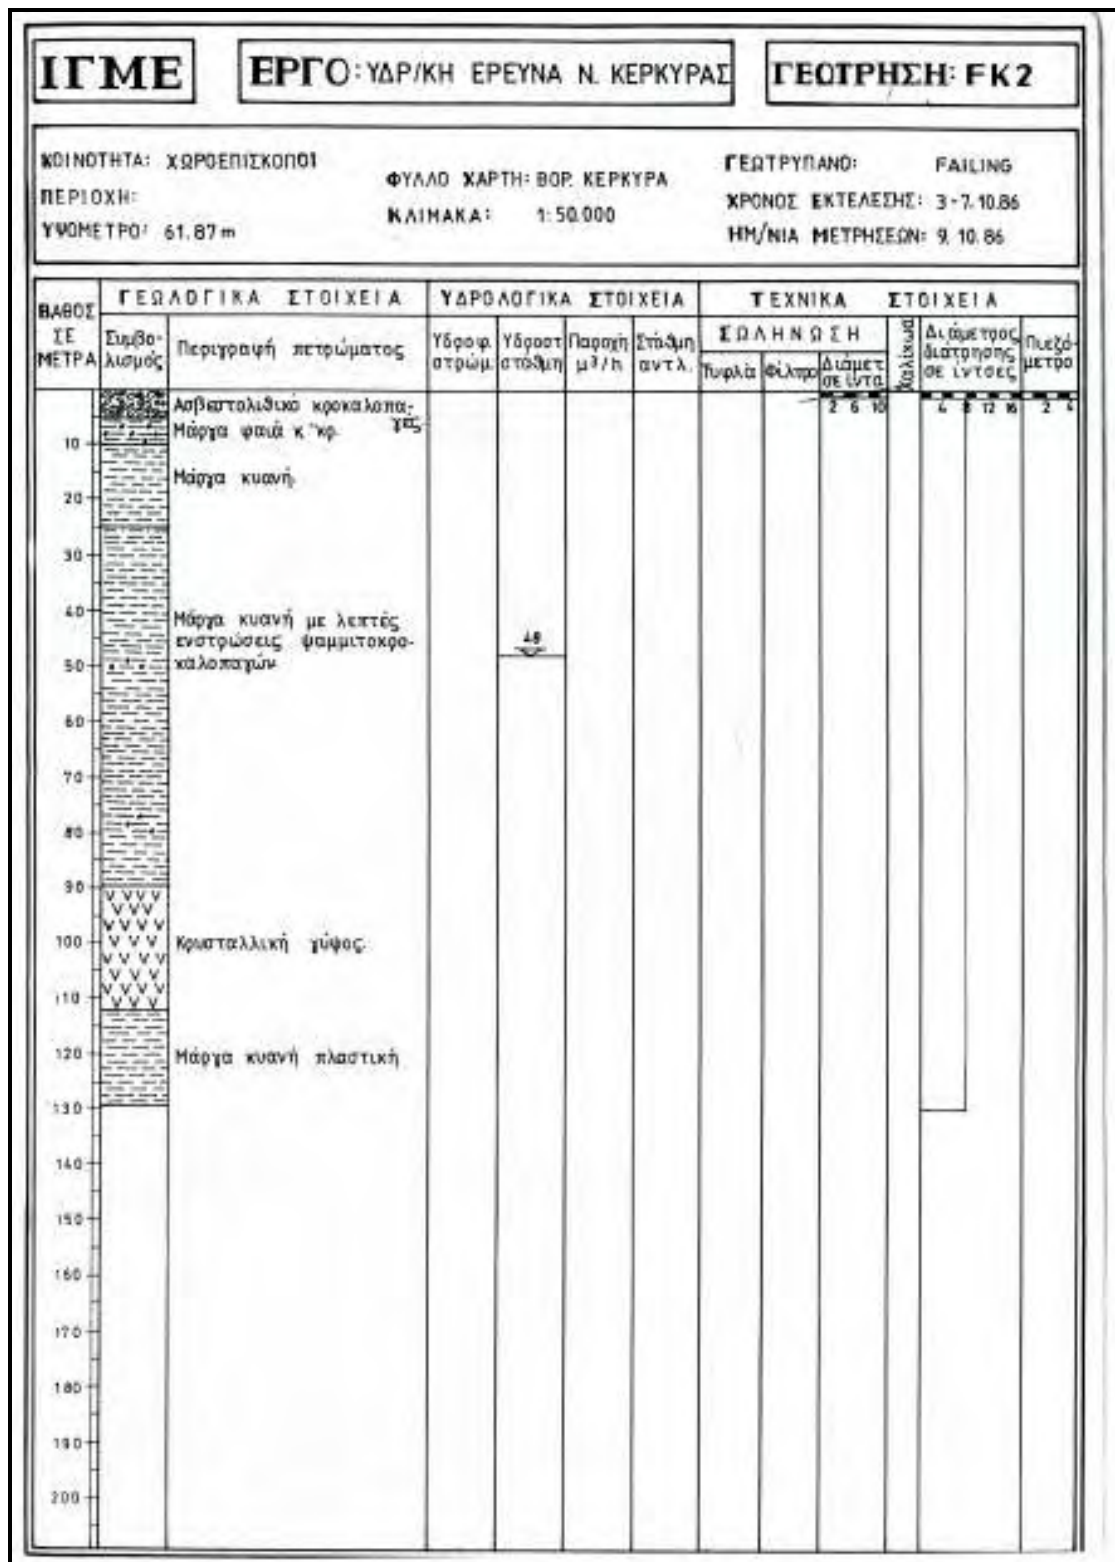 ΙΓΜΕ
ΕΡΓΟ: ΥΔΡ/ΚΗ ΕΡΕΥΝΑ Ν. ΚΕΡΚΥΡΑΣ
ΓΕΩΤΡΗΣΗ: FK2
ΚΟΙΝΟΤΗΤΑ: ΧΩΡΟΕΠΙΣΚΟΠΟΙ
ΠΕΡΙΟΧΗ:
ΥΨΟΜΕΤΡΟ: 61.87 m
ΦΥΛΛΟ ΧΑΡΤΗ: ΒΟΡ. ΚΕΡΚΥΡΑ
ΚΛΙΜΑΚΑ: 1:50.000
ΓΕΩΤΡΥΠΑΝΟ: FAILING
ΧΡΟΝΟΣ ΕΚΤΕΛΕΣΗΣ: 3-7.10.86
ΗΜ/ΝΙΑ ΜΕΤΡΗΣΕΩΝ: 9.10.86
ΒΑΘΟΣ
ΣΕ
ΜΕΤΡΑ
ΓΕΩΛΟΓΙΚΑ ΣΤΟΙΧΕΙΑ
Συμβο-
λισμός
Περιγραφή πετρώματος
ΥΔΡΟΛΟΓΙΚΑ ΣΤΟΙΧΕΙΑ
Υδροφ.
στρώμ.
Υδροστ
στάθμη
Παροχή
μ³/h
Στάθμη
αντλ.
ΤΕΧΝΙΚΑ ΣΤΟΙΧΕΙΑ
ΣΩΛΗΝΩΣΗ
Τυφλά
Φίλτρο
Διάμετ
σε ίντσ.
Χαλίκωμα
Διάμετρος
διάτρησης
σε ίντσες
Πιεζό-
μετρο
2 6 10
4 8 12 16
2 4
Ασβεστολιθικό κροκαλοπα-
γές
Μάργα φαιά κ κρ.
10
Μάργα κυανή.
20
30
40
Μάργα κυανή με λεπτές
ενστρώσεις ψαμμιτοκρο-
καλοπαγών
48
50
60
70
80
90
100
Κρυσταλλική γύψος.
110
120
Μάργα κυανή πλαστική
130
140
150
160
170
180
190
200